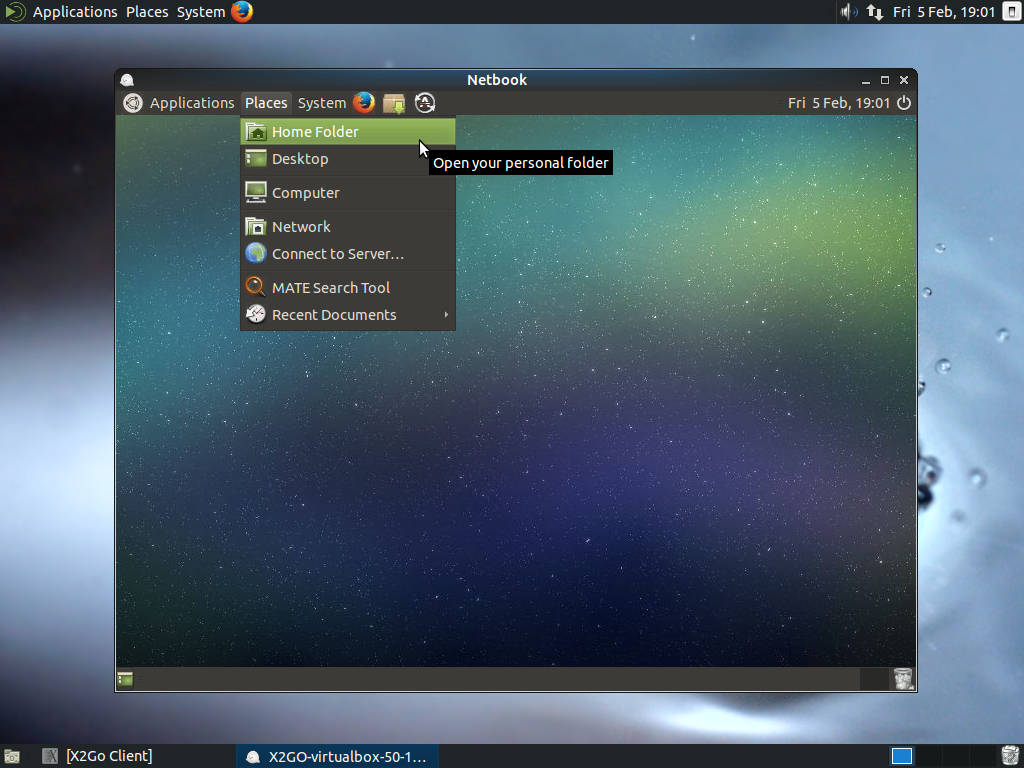 Applications Places System Fri 5 Feb, 19:01
Netbook
Applications Places System Fri 5 Feb, 19:01
Home Folder
Open your personal folder
Desktop
Computer
Network
Connect to Server...
MATE Search Tool
Recent Documents
[X2Go Client] X2GO-virtualbox-50-1...